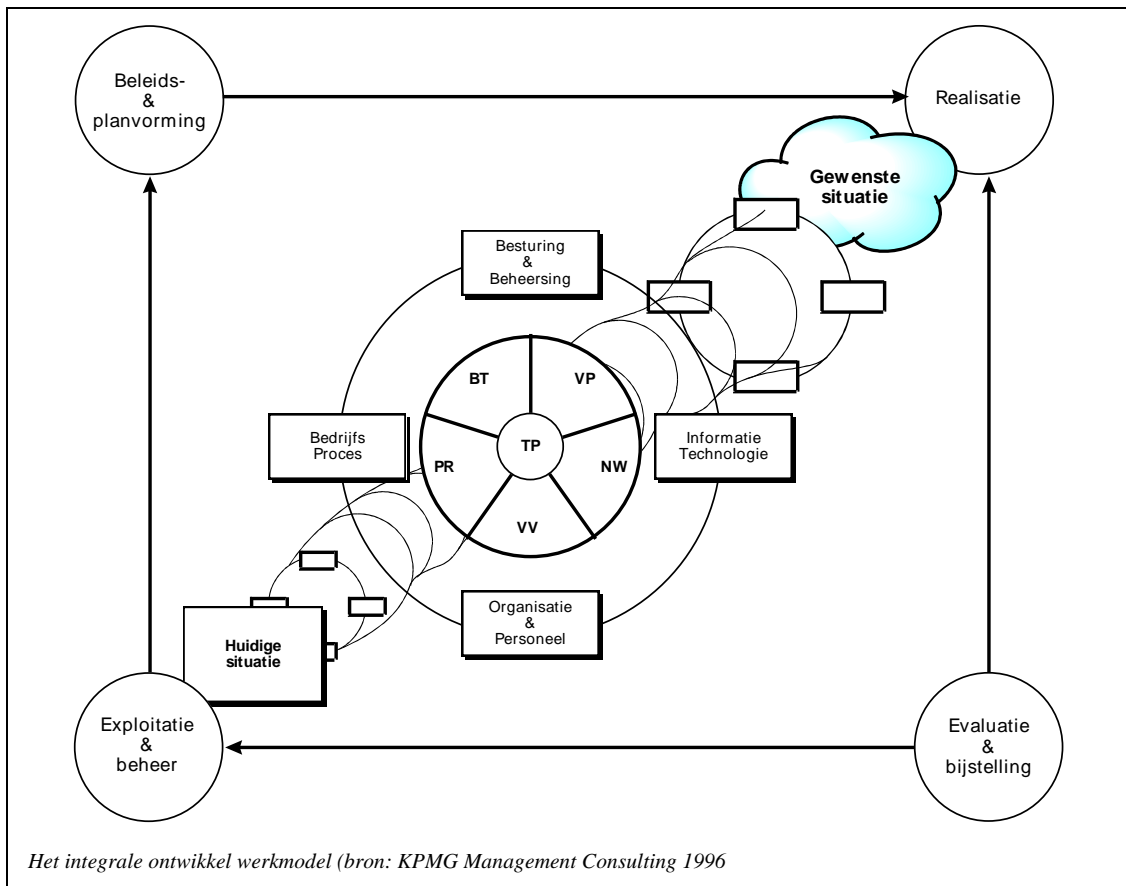 Beleids-
&
planvorming
Realisatie
Gewenste
situatie
Besturing
&
Beheersing
BT
VP
Bedrijfs
Proces
TP
Informatie
Technologie
PR
NW
VV
Organisatie
&
Personeel
Huidige
situatie
Exploitatie
&
beheer
Evaluatie
&
bijstelling
Het integrale ontwikkel werkmodel (bron: KPMG Management Consulting 1996